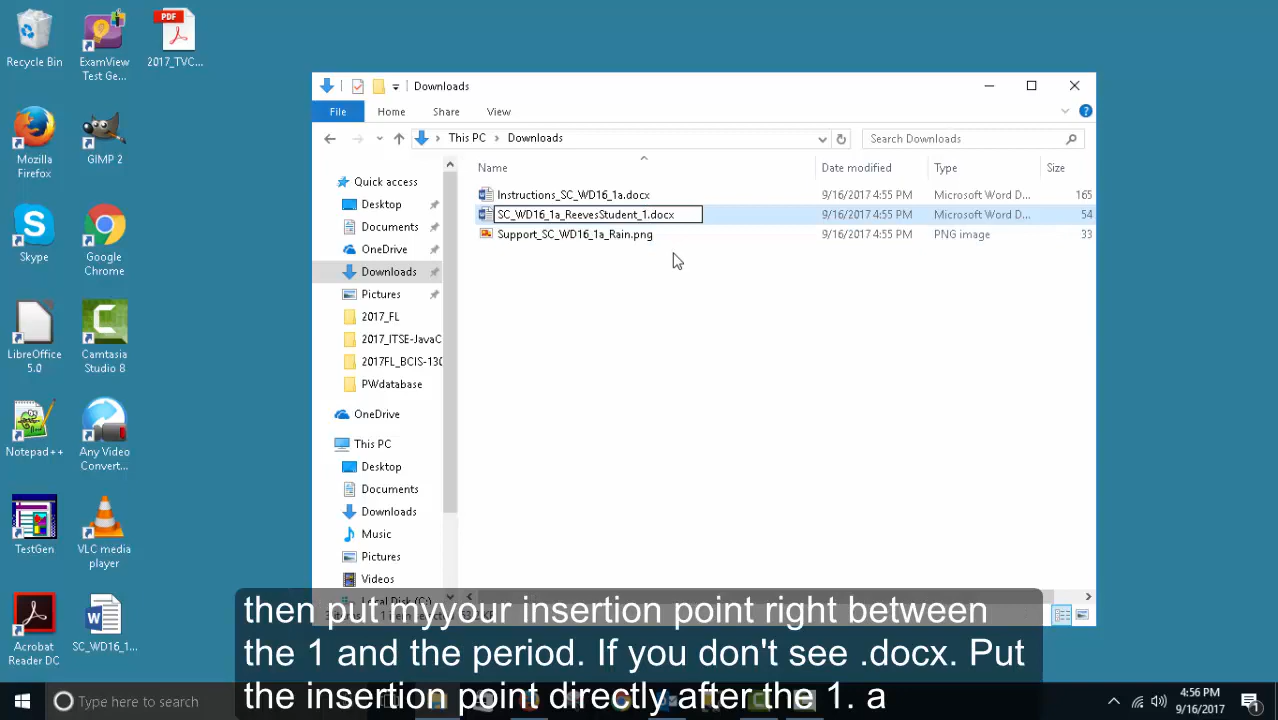 Recycle Bin
ExamView
Test Ge...
PDF
2017_TVC...
Mozilla
Firefox
GIMP 2
Skype
Google
Chrome
LibreOffice
5.0
Camtasia
Studio 8
Notepad++
Any Video
Convert...
TestGen
VLC media
player
Acrobat
Reader DC
SC_WD16_1...
Downloads
File
Home
Share
View
This PC
Downloads
Search Downloads
Name
Date modified
Type
Size
Instructions_SC_WD16_1a.docx 9/16/2017 4:55 PM Microsoft Word D... 165
SC_WD16_1a_ReevesStudent_1.docx 9/16/2017 4:55 PM Microsoft Word D... 54
Support_SC_WD16_1a_Rain.png 9/16/2017 4:55 PM PNG image 33
Quick access
Desktop
Documents
OneDrive
Downloads
Pictures
2017_FL
2017_ITSE-JavaC
2017FL_BCIS-130
PWdatabase
OneDrive
This PC
Desktop
Documents
Downloads
Music
Pictures
Videos
then put myyour insertion point right between
the 1 and the period. If you don't see .docx. Put
the insertion point directly after the 1. a
Type here to search
4:56 PM
9/16/2017